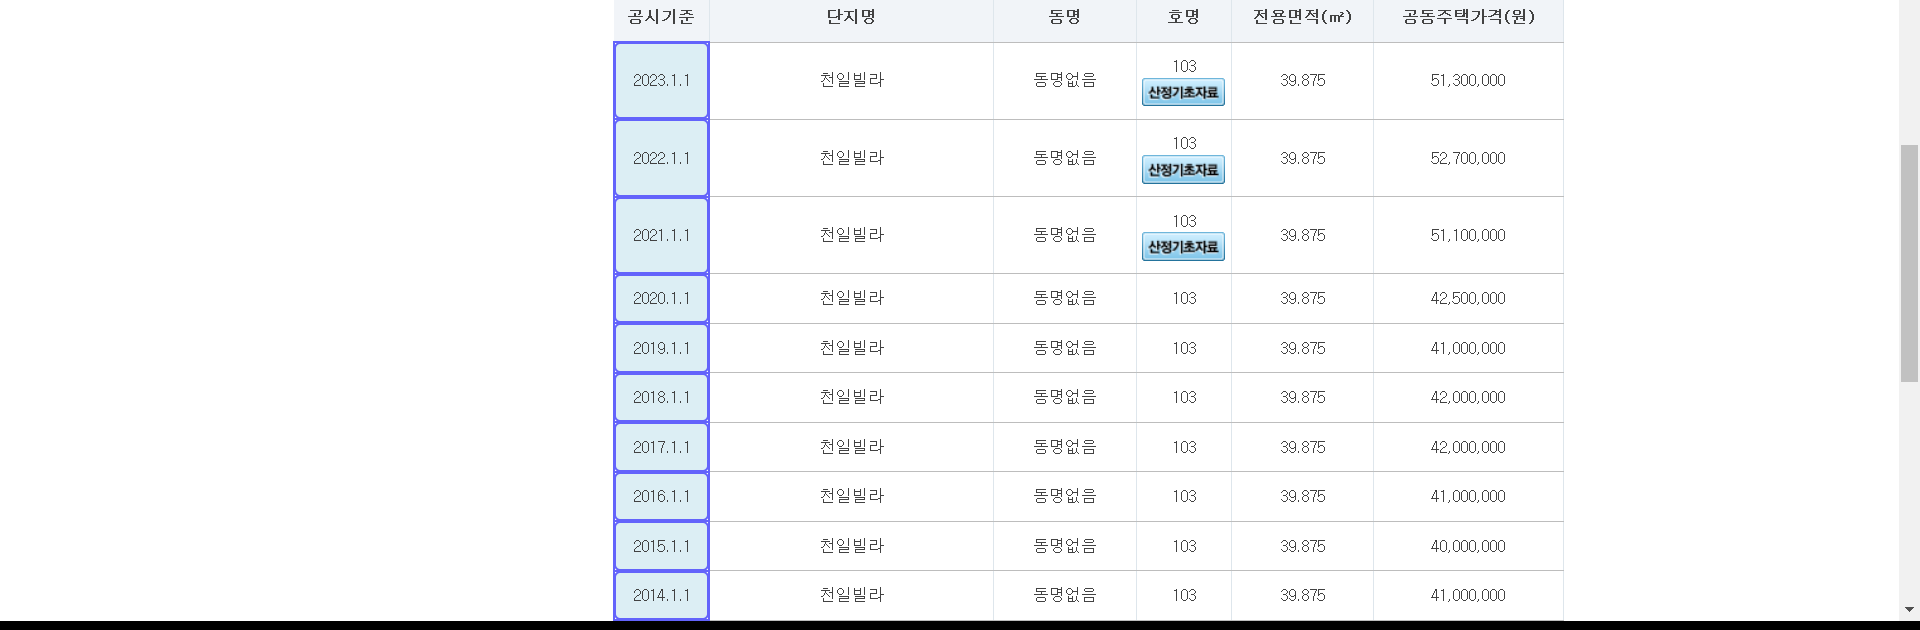 공시기준 단지명 동명 호명 전용면적(㎡) 공동주택가격(원)
2023.1.1 천일빌라 동명없음 103 산정기초자료 39.875 51,300,000
2022.1.1 천일빌라 동명없음 103 산정기초자료 39.875 52,700,000
2021.1.1 천일빌라 동명없음 103 산정기초자료 39.875 51,100,000
2020.1.1 천일빌라 동명없음 103 39.875 42,500,000
2019.1.1 천일빌라 동명없음 103 39.875 41,000,000
2018.1.1 천일빌라 동명없음 103 39.875 42,000,000
2017.1.1 천일빌라 동명없음 103 39.875 42,000,000
2016.1.1 천일빌라 동명없음 103 39.875 41,000,000
2015.1.1 천일빌라 동명없음 103 39.875 40,000,000
2014.1.1 천일빌라 동명없음 103 39.875 41,000,000